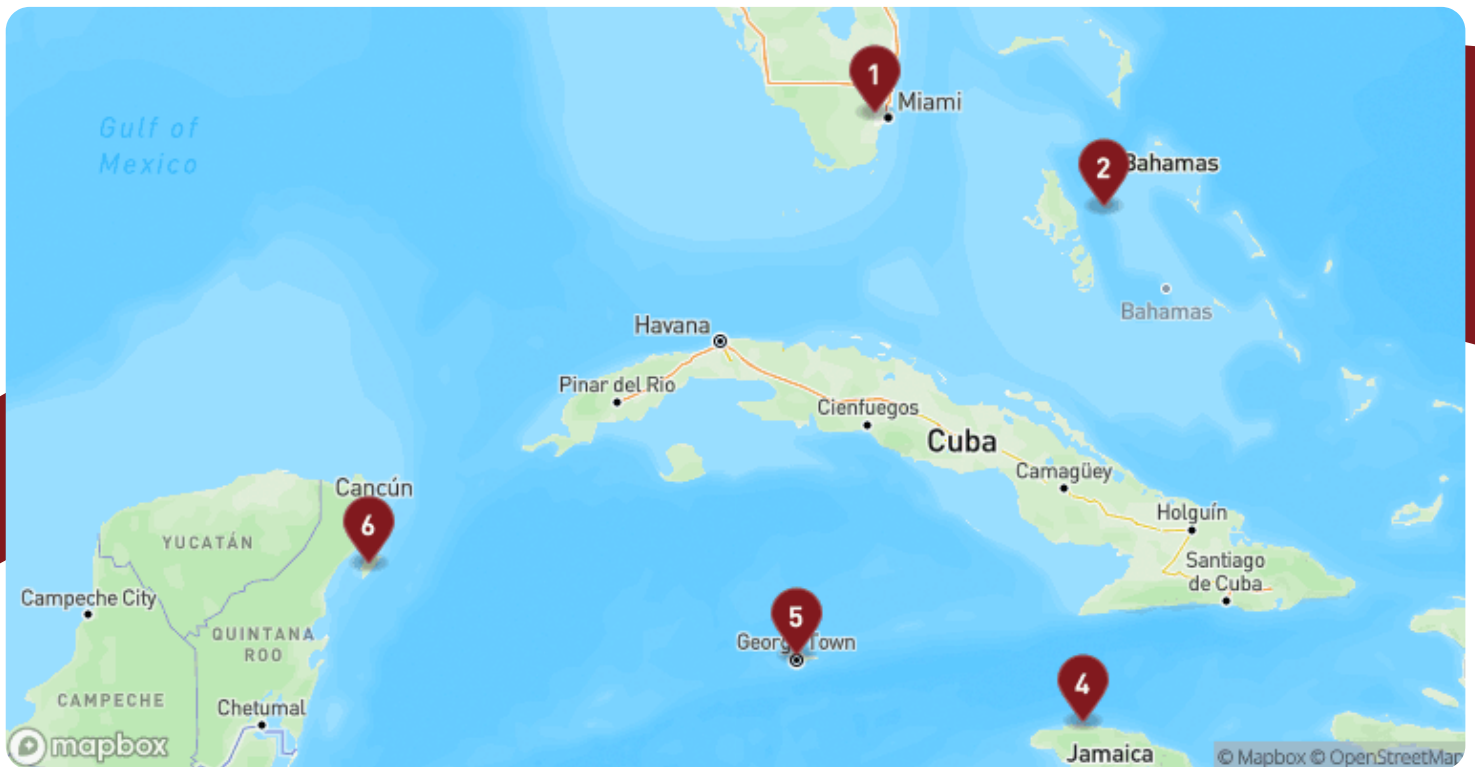 1
Miami
Gulf of
Mexico
2
Bahamas
Bahamas
Havana
Pinar del Rio
Cienfuegos
Cuba
Camagüey
Cancún
6
Holguín
YUCATÁN
Santiago
de Cuba
Campeche City
5
George Town
QUINTANA
ROO
4
CAMPECHE
Chetumal
mapbox
Jamaica
© Mapbox © OpenStreetMap